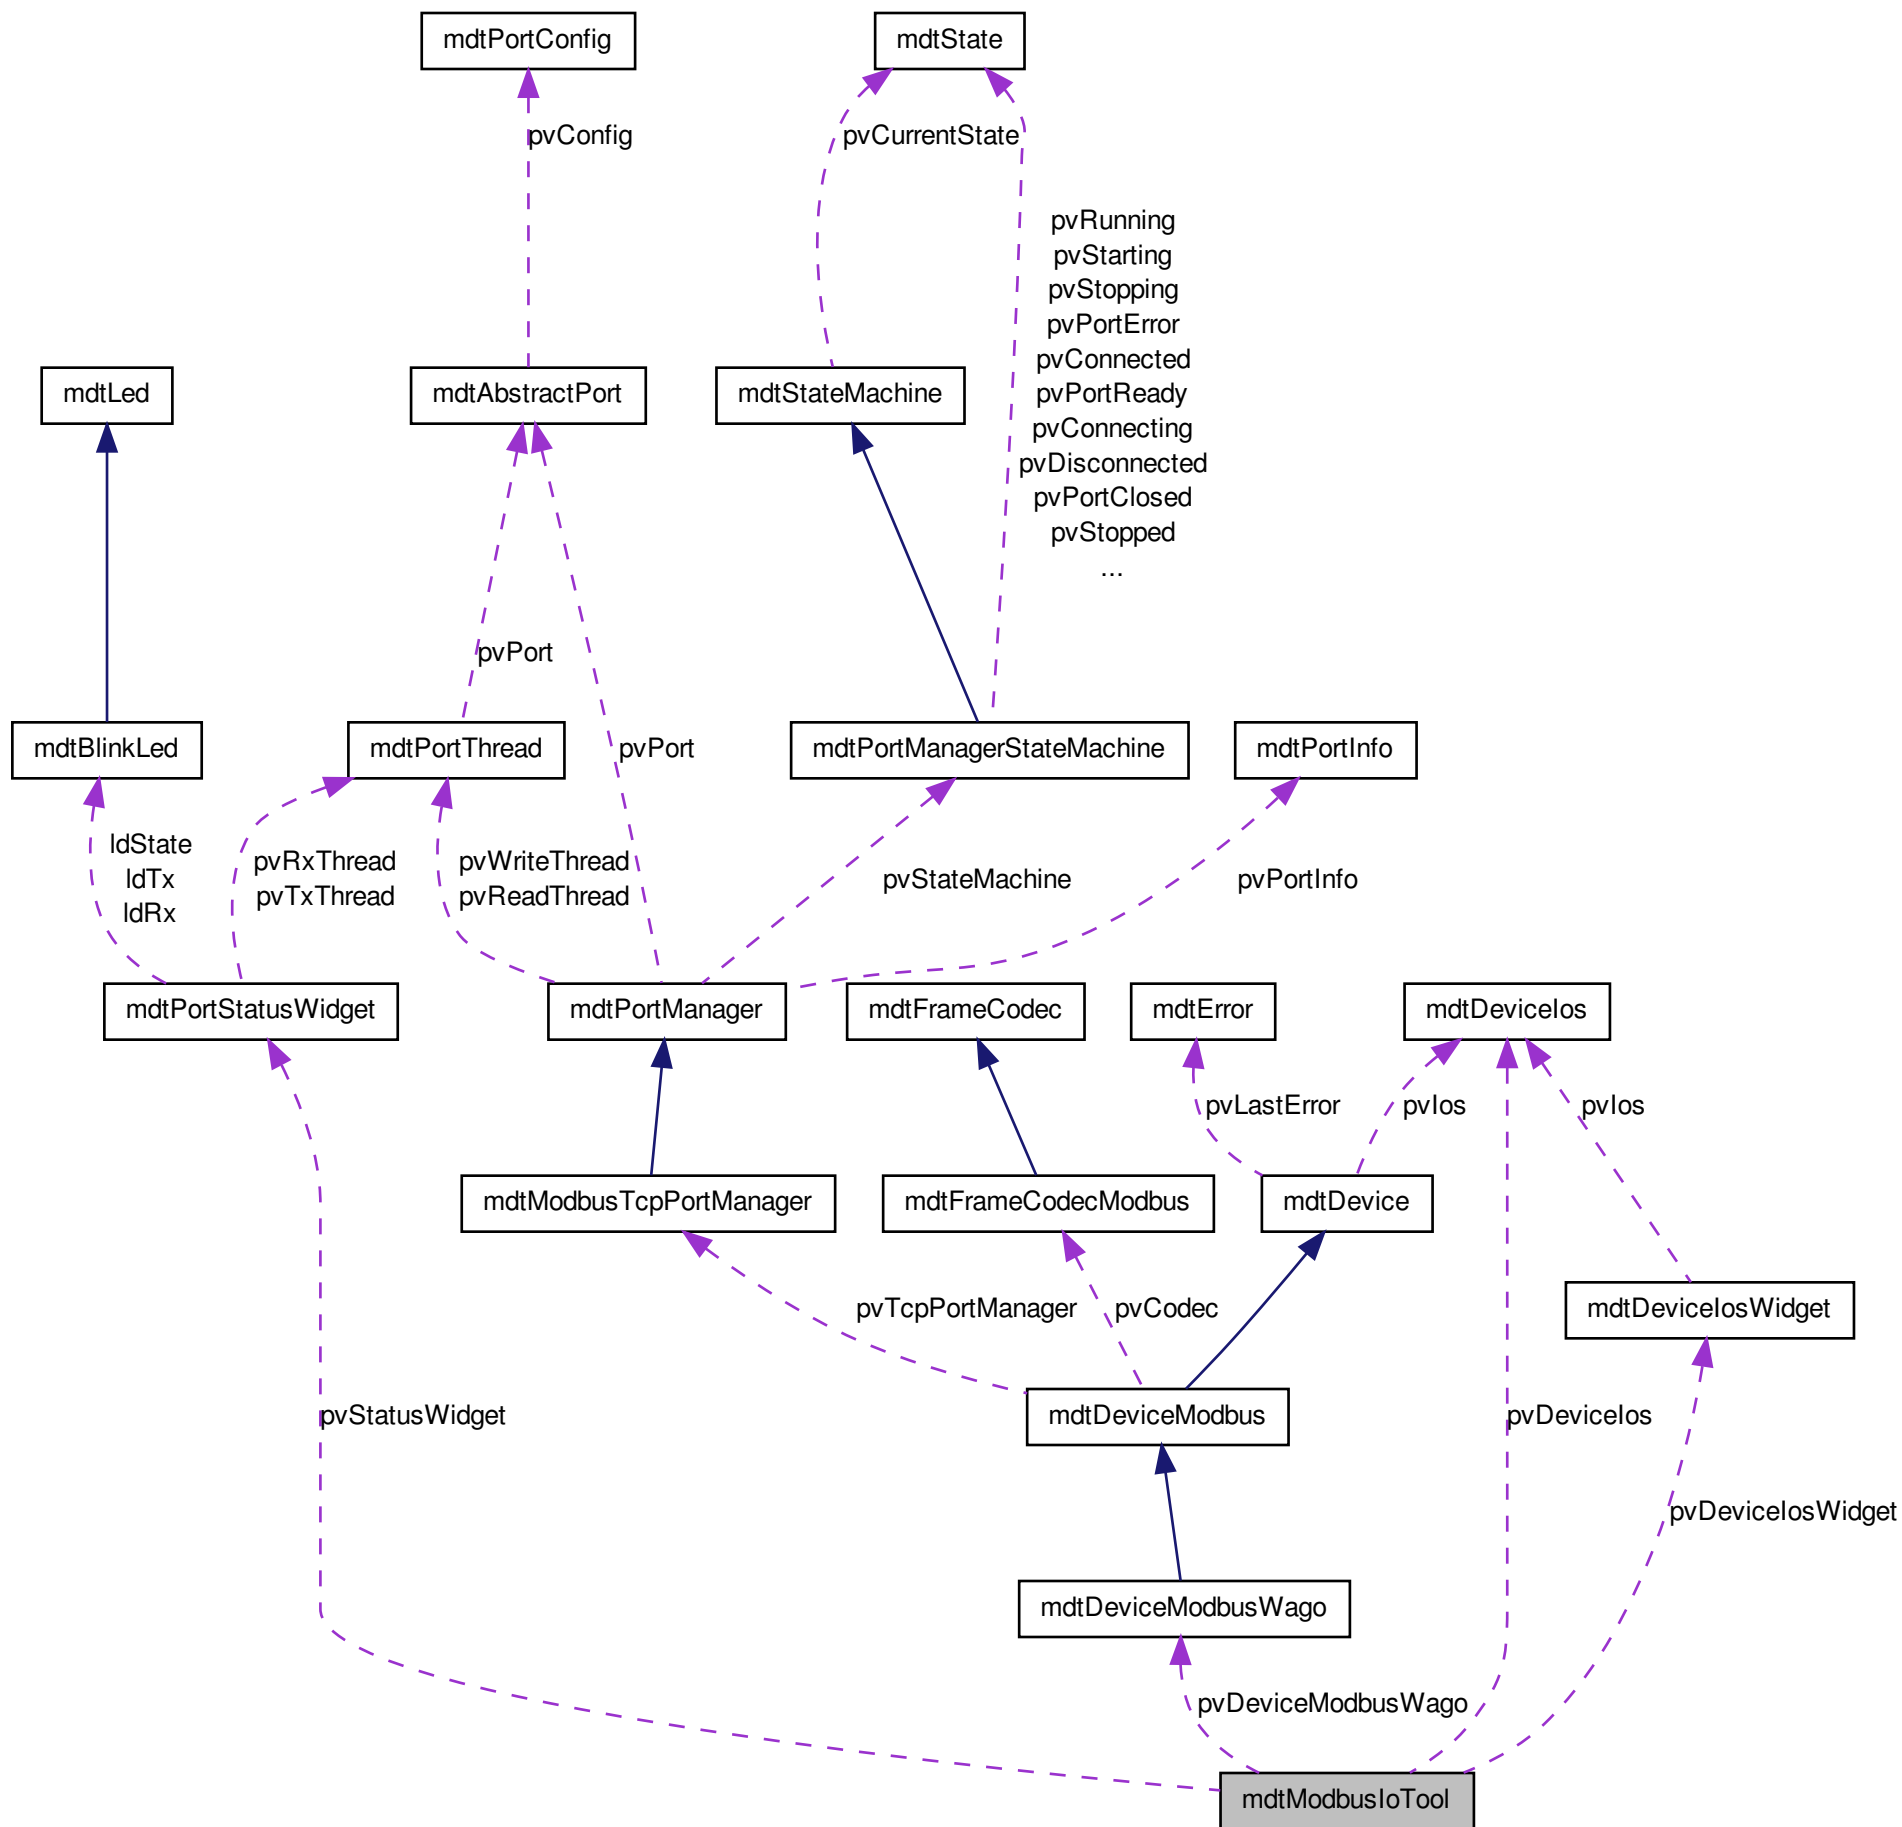 mdtPortConfig
mdtState
pvConfig
pvCurrentState
pvRunning
pvStarting
pvStopping
pvPortError
pvConnected
pvPortReady
pvConnecting
pvDisconnected
pvPortClosed
pvStopped
...
mdtLed
mdtAbstractPort
mdtStateMachine
pvPort
pvPort
mdtBlinkLed
mdtPortThread
mdtPortManagerStateMachine
mdtPortInfo
ldState
ldTx
ldRx
pvRxThread
pvTxThread
pvWriteThread
pvReadThread
pvStateMachine
pvPortInfo
mdtPortStatusWidget
mdtPortManager
mdtFrameCodec
mdtError
mdtDeviceIos
pvLastError
pvIos
pvIos
mdtModbusTcpPortManager
mdtFrameCodecModbus
mdtDevice
pvTcpPortManager
pvCodec
mdtDeviceIosWidget
pvStatusWidget
mdtDeviceModbus
pvDeviceIos
pvDeviceIosWidget
mdtDeviceModbusWago
pvDeviceModbusWago
mdtModbusIoTool